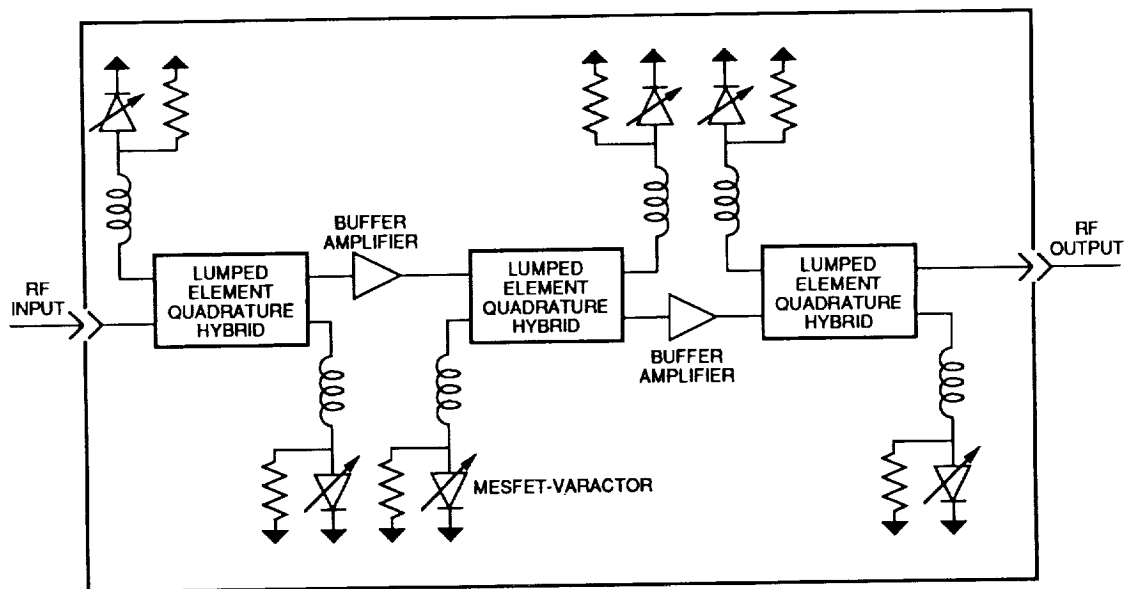 BUFFER
AMPLIFIER
RF
INPUT
LUMPED
ELEMENT
QUADRATURE
HYBRID
LUMPED
ELEMENT
QUADRATURE
HYBRID
LUMPED
ELEMENT
QUADRATURE
HYBRID
RF
OUTPUT
BUFFER
AMPLIFIER
MESFET-VARACTOR